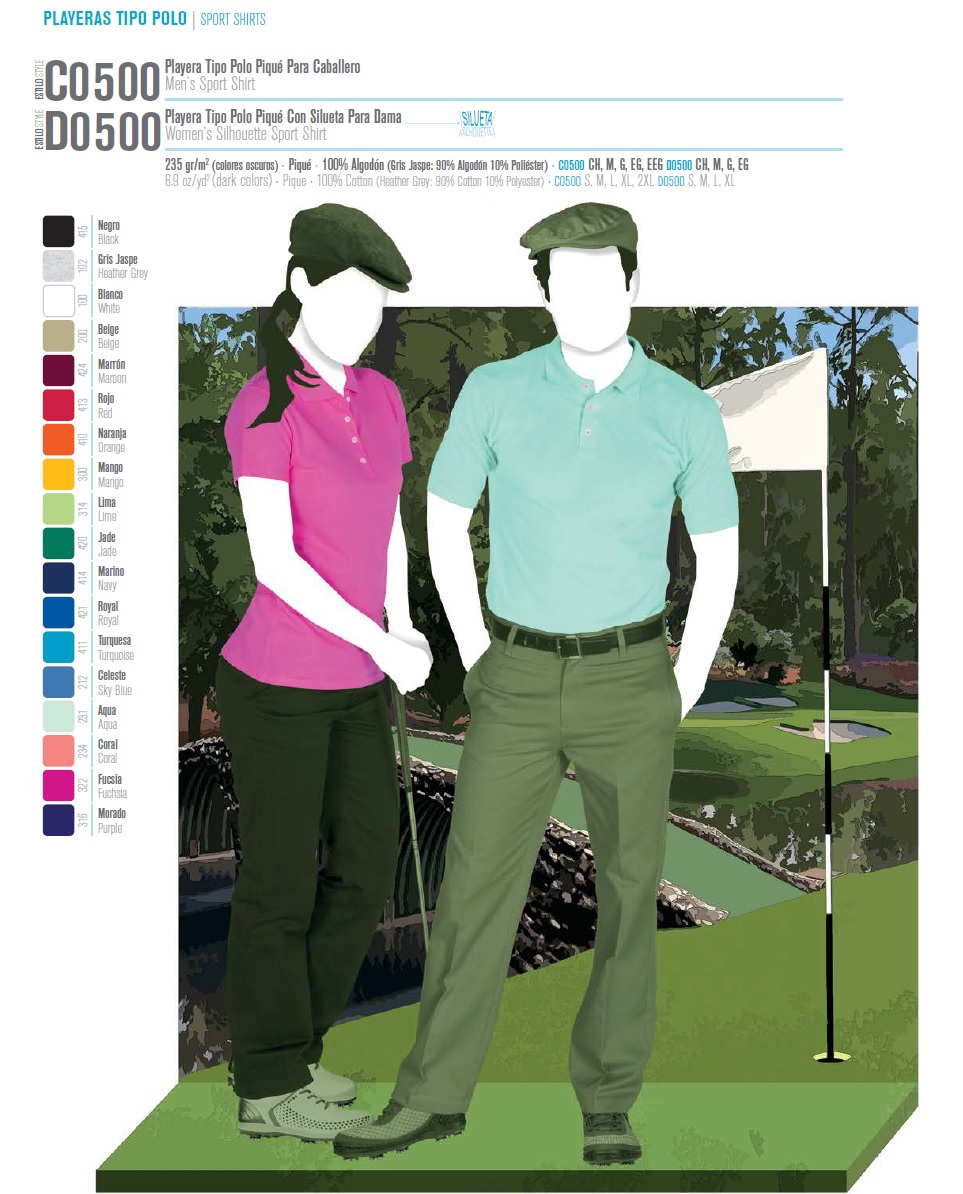 PLAYERAS TIPO POLO | SPORT SHIRTS
ESTILO STYLE
C0500
Playera Tipo Polo Piqué Para Caballero
Men's Sport Shirt
ESTILO STYLE
D0500
Playera Tipo Polo Piqué Con Silueta Para Dama
SILUETA
SILHOUETTE
Women's Silhouette Sport Shirt
235 gr/m² (colores oscuros) · Piqué · 100% Algodón (Gris Jaspe: 90% Algodón 10% Poliéster) · C0500 CH, M, G, EG, EEG D0500 CH, M, G, EG
6.9 oz/yd² (dark colors) · Pique · 100% Cotton (Heather Grey: 90% Cotton 10% Polyester) · C0500 S, M, L, XL, 2XL D0500 S, M, L, XL
415 Negro
Black
102 Gris Jaspe
Heather Grey
100 Blanco
White
200 Beige
Beige
424 Marrón
Maroon
413 Rojo
Red
410 Naranja
Orange
300 Mango
Mango
314 Lima
Lime
420 Jade
Jade
414 Marino
Navy
421 Royal
Royal
411 Turquesa
Turquoise
212 Celeste
Sky Blue
231 Aqua
Aqua
234 Coral
Coral
322 Fucsia
Fuchsia
316 Morado
Purple